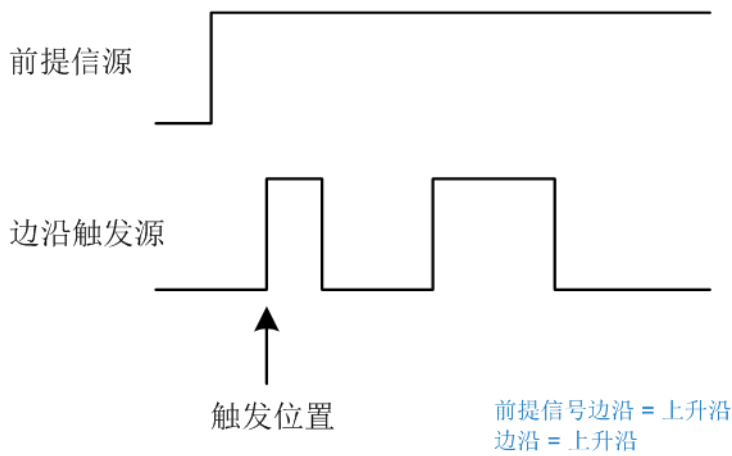 前提信源
边沿触发源
触发位置
前提信号边沿 = 上升沿
边沿 = 上升沿